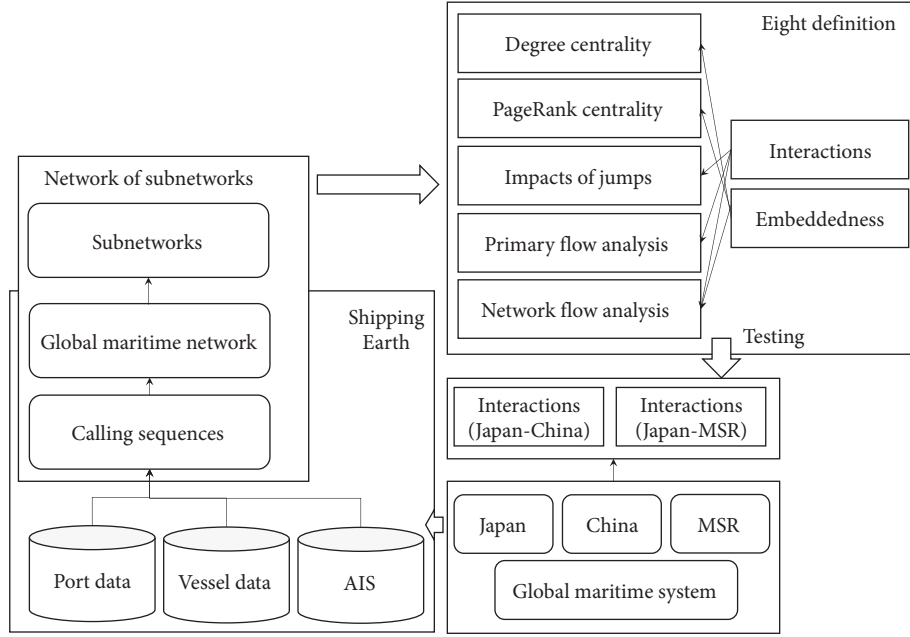 Network of subnetworks
Subnetworks
Global maritime network
Calling sequences
Shipping
Earth
Port data
Vessel data
AIS
Eight definition
Degree centrality
PageRank centrality
Impacts of jumps
Primary flow analysis
Network flow analysis
Interactions
Embeddedness
Testing
Interactions
(Japan-China)
Interactions
(Japan-MSR)
Japan
China
MSR
Global maritime system